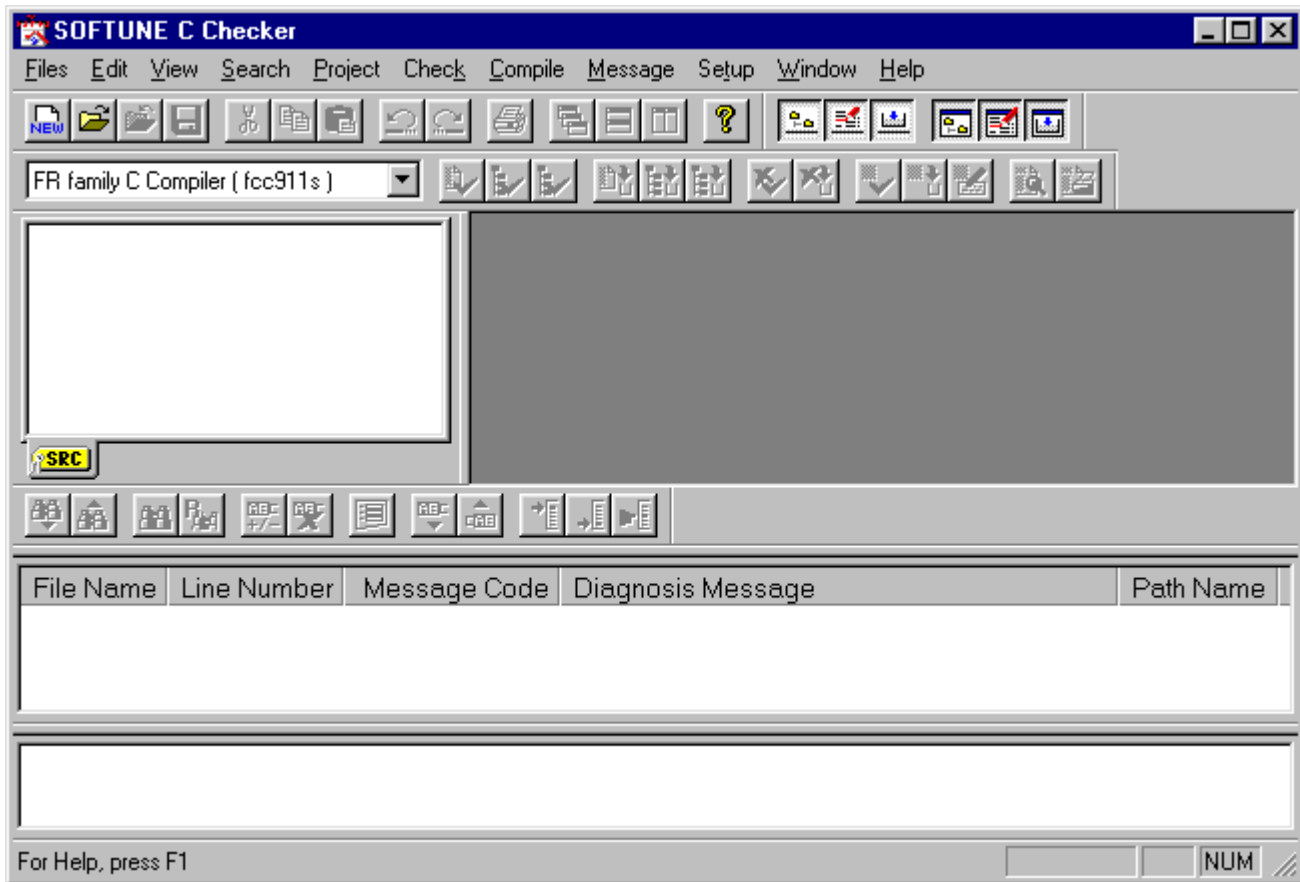 SOFTUNE C Checker
Files Edit View Search Project Check Compile Message Setup Window Help
NEW
FR family C Compiler ( fcc911s )
SRC
File Name Line Number Message Code Diagnosis Message Path Name
For Help, press F1 NUM